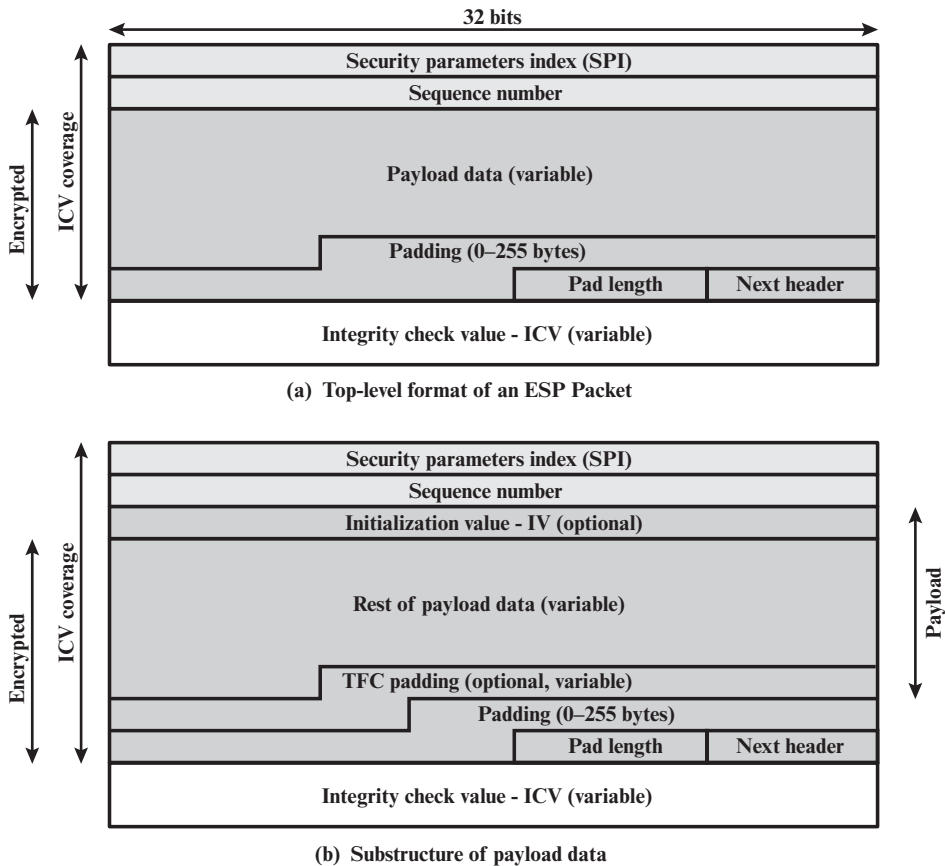 32 bits
Security parameters index (SPI)
Sequence number
Payload data (variable)
Padding (0–255 bytes)
Pad length
Next header
Integrity check value - ICV (variable)
Encrypted
ICV coverage
(a) Top-level format of an ESP Packet
Security parameters index (SPI)
Sequence number
Initialization value - IV (optional)
Rest of payload data (variable)
TFC padding (optional, variable)
Padding (0–255 bytes)
Pad length
Next header
Integrity check value - ICV (variable)
Encrypted
ICV coverage
Payload
(b) Substructure of payload data